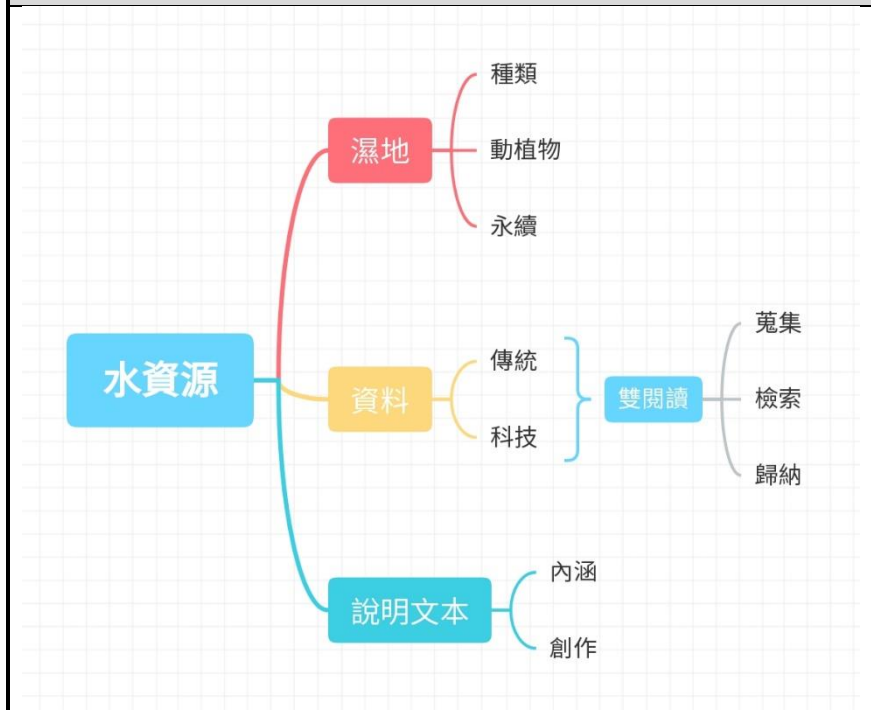 水資源
濕地
種類
動植物
永續
資料
傳統
科技
雙閱讀
蒐集
檢索
歸納
說明文本
內涵
創作